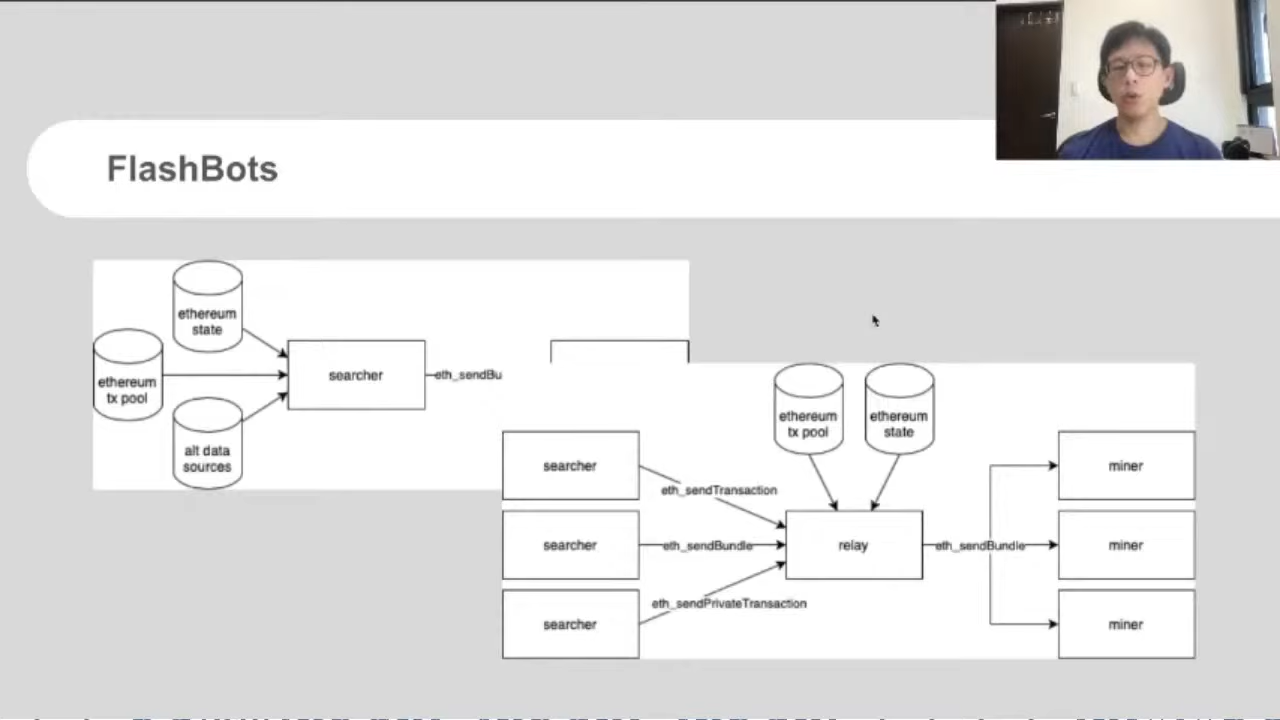 FlashBots
ethereum
state
ethereum
tx pool
alt data
sources
searcher
eth_sendBu
ethereum
tx pool
ethereum
state
searcher
searcher
searcher
eth_sendTransaction
eth_sendBundle
eth_sendPrivateTransaction
relay
eth_sendBundle
miner
miner
miner